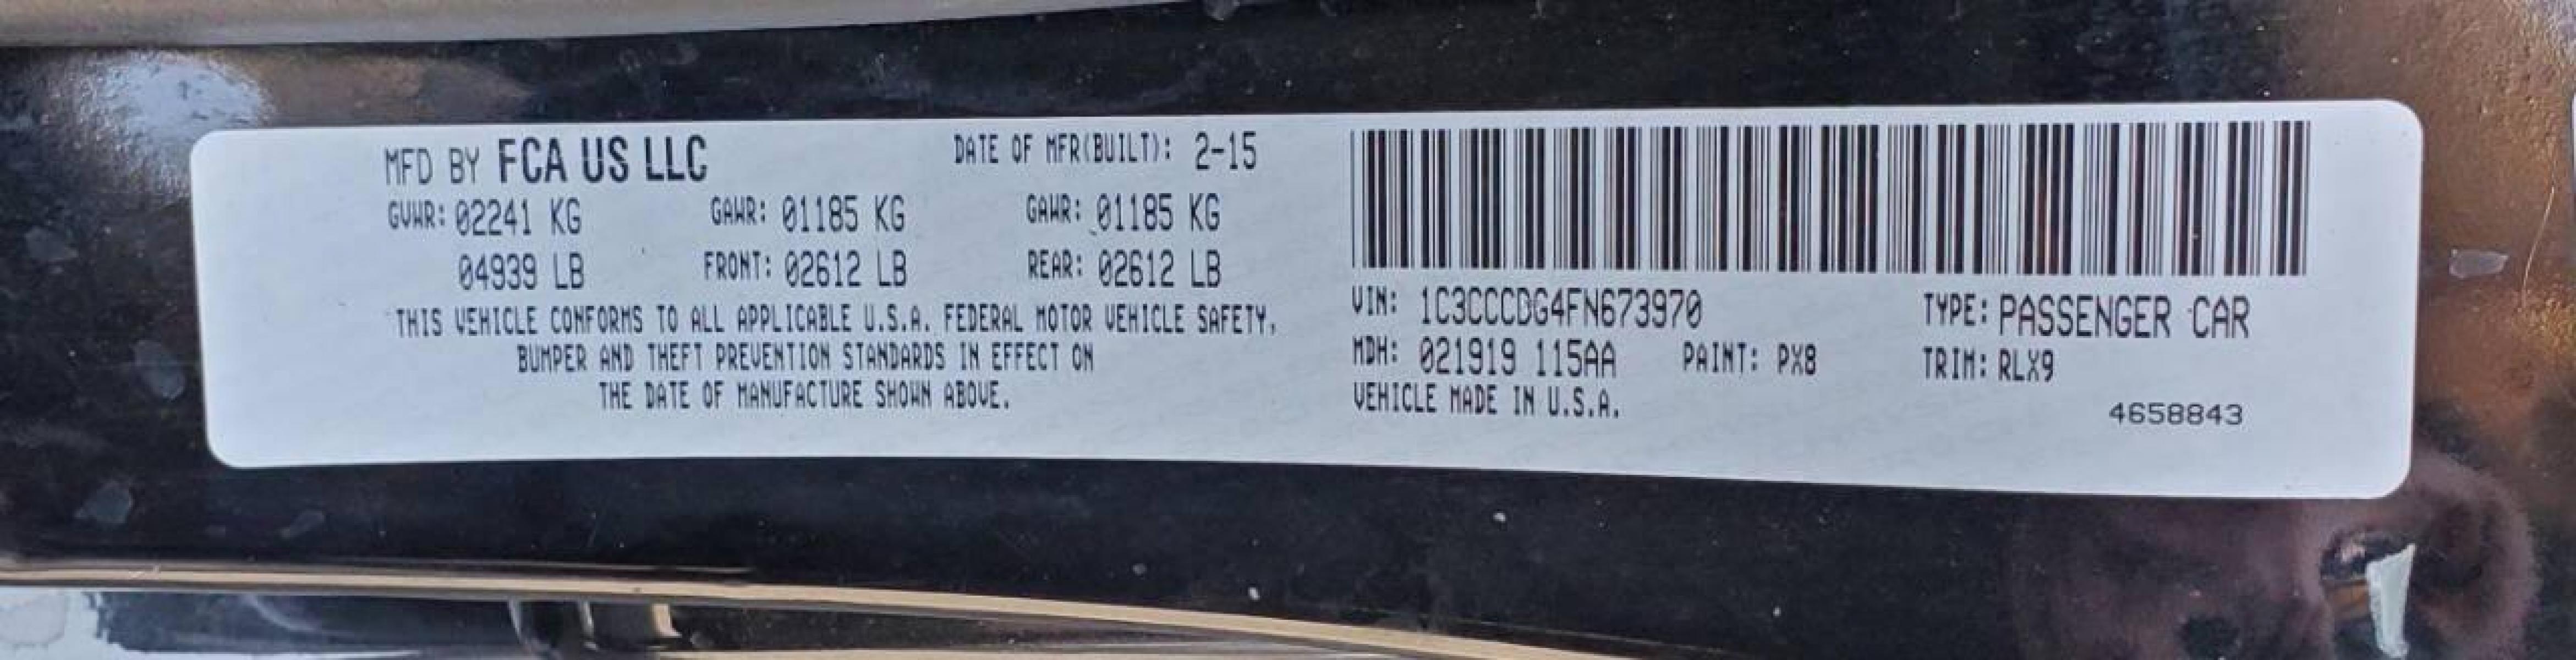 MFD BY FCA US LLC DATE OF MFR(BUILT): 2-15
GVWR: 02241 KG GAWR: 01185 KG GAWR: 01185 KG
04939 LB FRONT: 02612 LB REAR: 02612 LB
THIS VEHICLE CONFORMS TO ALL APPLICABLE U.S.A. FEDERAL MOTOR VEHICLE SAFETY,
BUMPER AND THEFT PREVENTION STANDARDS IN EFFECT ON
THE DATE OF MANUFACTURE SHOWN ABOVE.
VIN: 1C3CCCDG4FN673970 TYPE: PASSENGER CAR
MDH: 021919 115AA PAINT: PX8 TRIM: RLX9
VEHICLE MADE IN U.S.A.
4658843